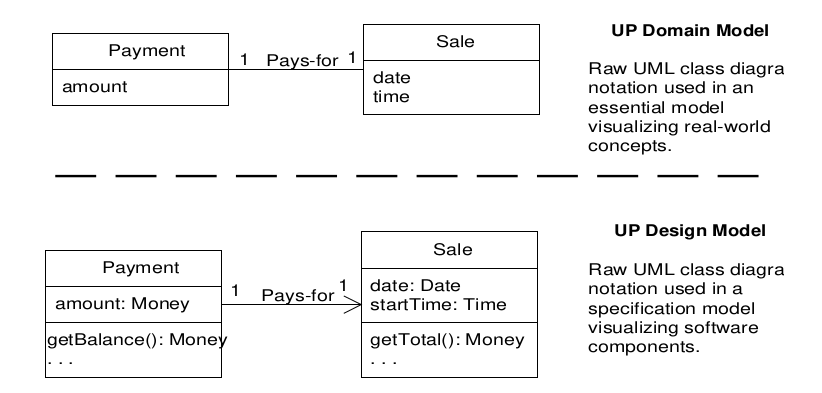 Payment
amount
1 Pays-for 1
Sale
date
time
UP Domain Model
Raw UML class diagra
notation used in an
essential model
visualizing real-world
concepts.
Payment
amount: Money
getBalance(): Money
. . .
1 Pays-for 1
Sale
date: Date
startTime: Time
getTotal(): Money
. . .
UP Design Model
Raw UML class diagra
notation used in a
specification model
visualizing software
components.